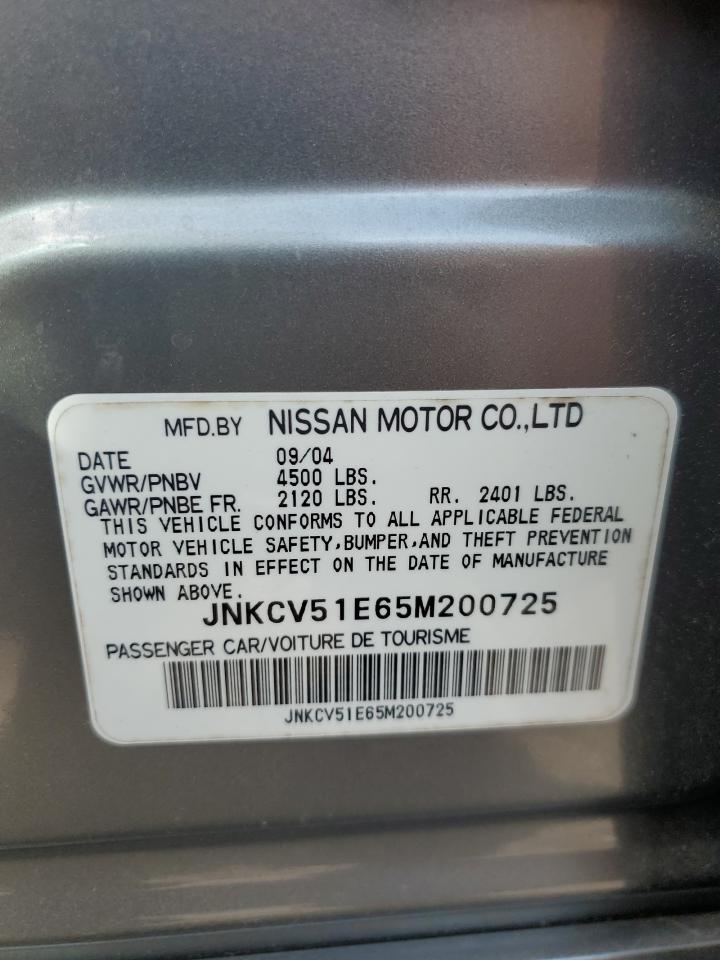 MFD.BY NISSAN MOTOR CO.,LTD
DATE 09/04
GVWR/PNBV 4500 LBS.
GAWR/PNBE FR. 2120 LBS. RR. 2401 LBS.
THIS VEHICLE CONFORMS TO ALL APPLICABLE FEDERAL
MOTOR VEHICLE SAFETY,BUMPER,AND THEFT PREVENTION
STANDARDS IN EFFECT ON THE DATE OF MANUFACTURE
SHOWN ABOVE.
JNKCV51E65M200725
PASSENGER CAR/VOITURE DE TOURISME
JNKCV51E65M200725